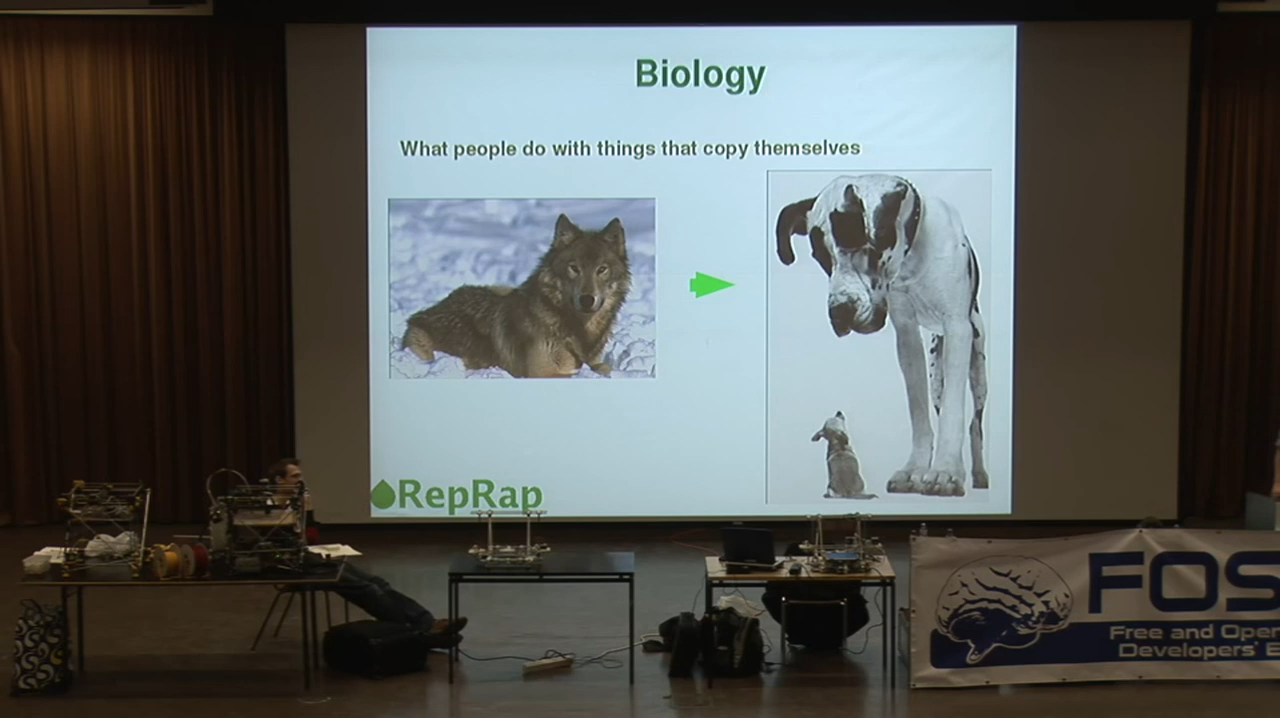 Biology
What people do with things that copy themselves
RepRap
FOS
Free and Open
Developers' E